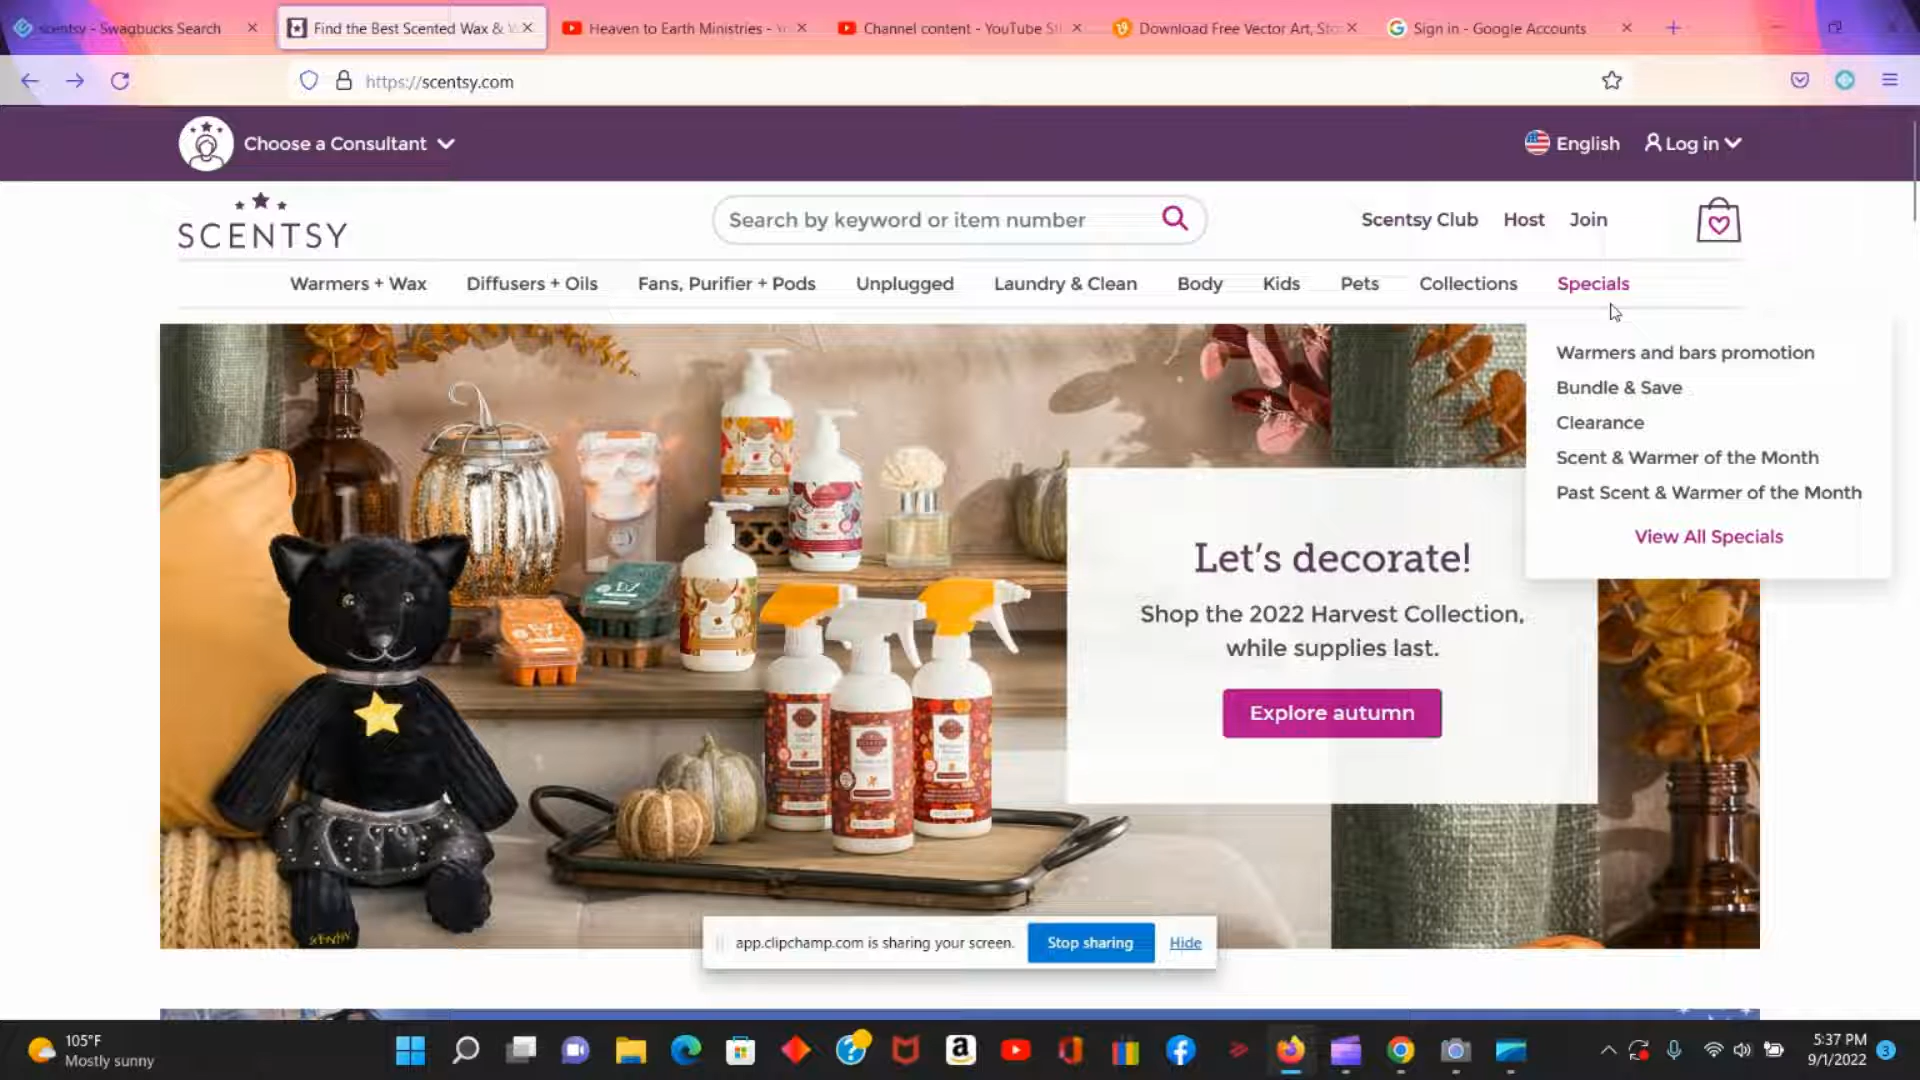 scentsy - Swagbucks Search
Find the Best Scented Wax &
Heaven to Earth Ministries -
Channel content - YouTube St
Download Free Vector Art, Sto
Sign in - Google Accounts
https://scentsy.com
Choose a Consultant
English
Log in
SCENTSY
Search by keyword or item number
Scentsy Club
Host
Join
Warmers + Wax
Diffusers + Oils
Fans, Purifier + Pods
Unplugged
Laundry & Clean
Body
Kids
Pets
Collections
Specials
Warmers and bars promotion
Bundle & Save
Clearance
Scent & Warmer of the Month
Past Scent & Warmer of the Month
View All Specials
Let's decorate!
Shop the 2022 Harvest Collection,
while supplies last.
Explore autumn
SCENTSY
app.clipchamp.com is sharing your screen.
Stop sharing
Hide
105°F
Mostly sunny
5:37 PM
9/1/2022
3